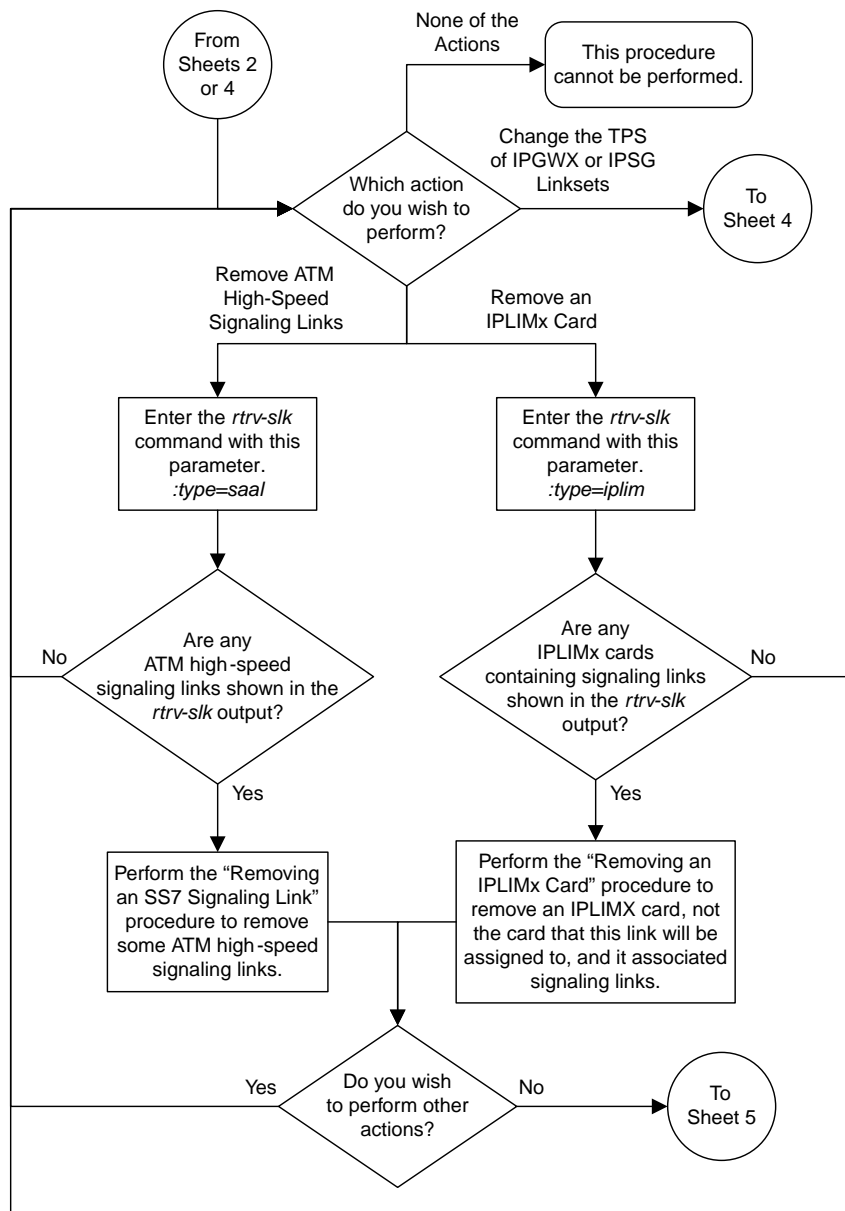 From
Sheets 2
or 4
None of the
Actions
This procedure
cannot be performed.
Which action
do you wish to
perform?
Change the TPS
of IPGWX or IPSG
Linksets
To
Sheet 4
Remove ATM
High-Speed
Signaling Links
Remove an
IPLIMx Card
Enter the rtrv-slk
command with this
parameter.
:type=saal
Enter the rtrv-slk
command with this
parameter.
:type=iplim
No
Are any
ATM high-speed
signaling links shown in the
rtrv-slk output?
Are any
IPLIMx cards
containing signaling links
shown in the rtrv-slk
output?
No
Yes
Yes
Perform the “Removing
an SS7 Signaling Link”
procedure to remove
some ATM high-speed
signaling links.
Perform the “Removing an
IPLIMx Card” procedure to
remove an IPLIMX card, not
the card that this link will be
assigned to, and it associated
signaling links.
Yes
Do you wish
to perform other
actions?
No
To
Sheet 5